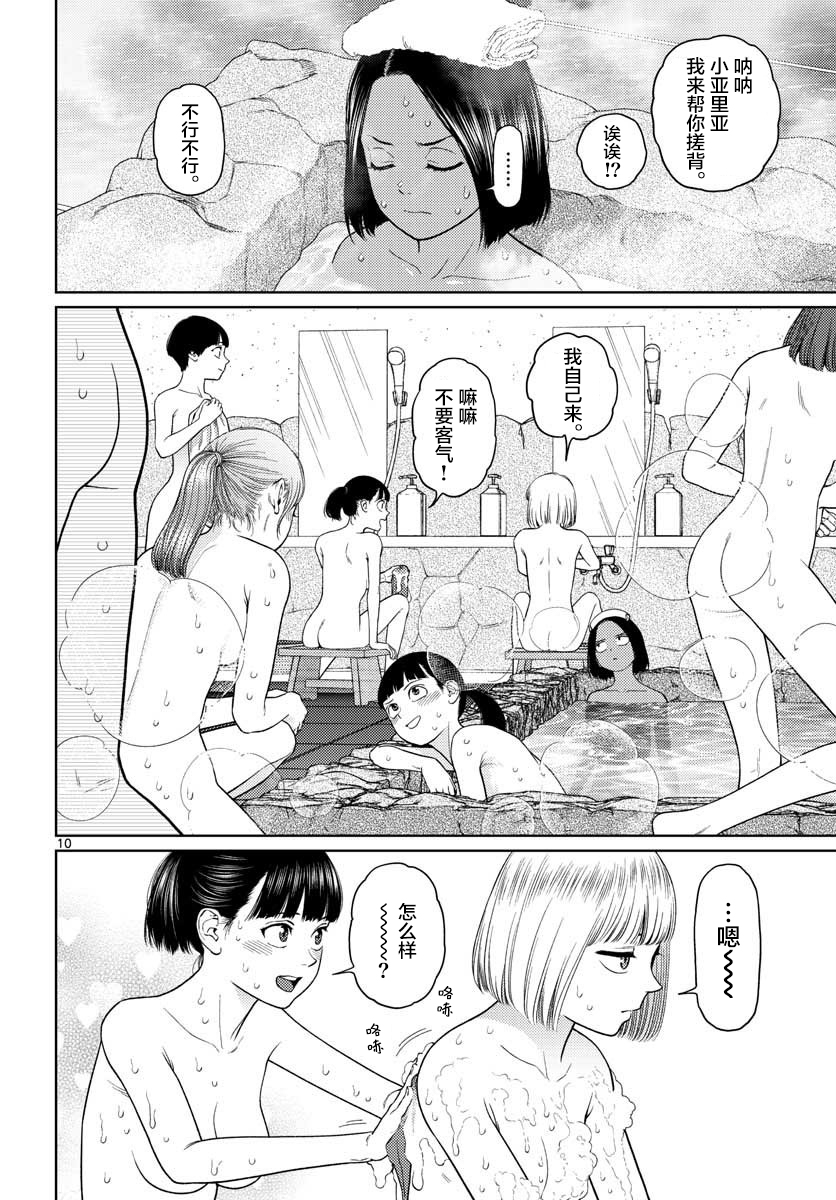 呐呐
小亚里亚
我来帮你搓背
诶诶!?
……
不行不行。
我自己来。
嘛嘛
不要客气！
10
…嗯~~
怎么样
~~~?
咯哧
咯哧